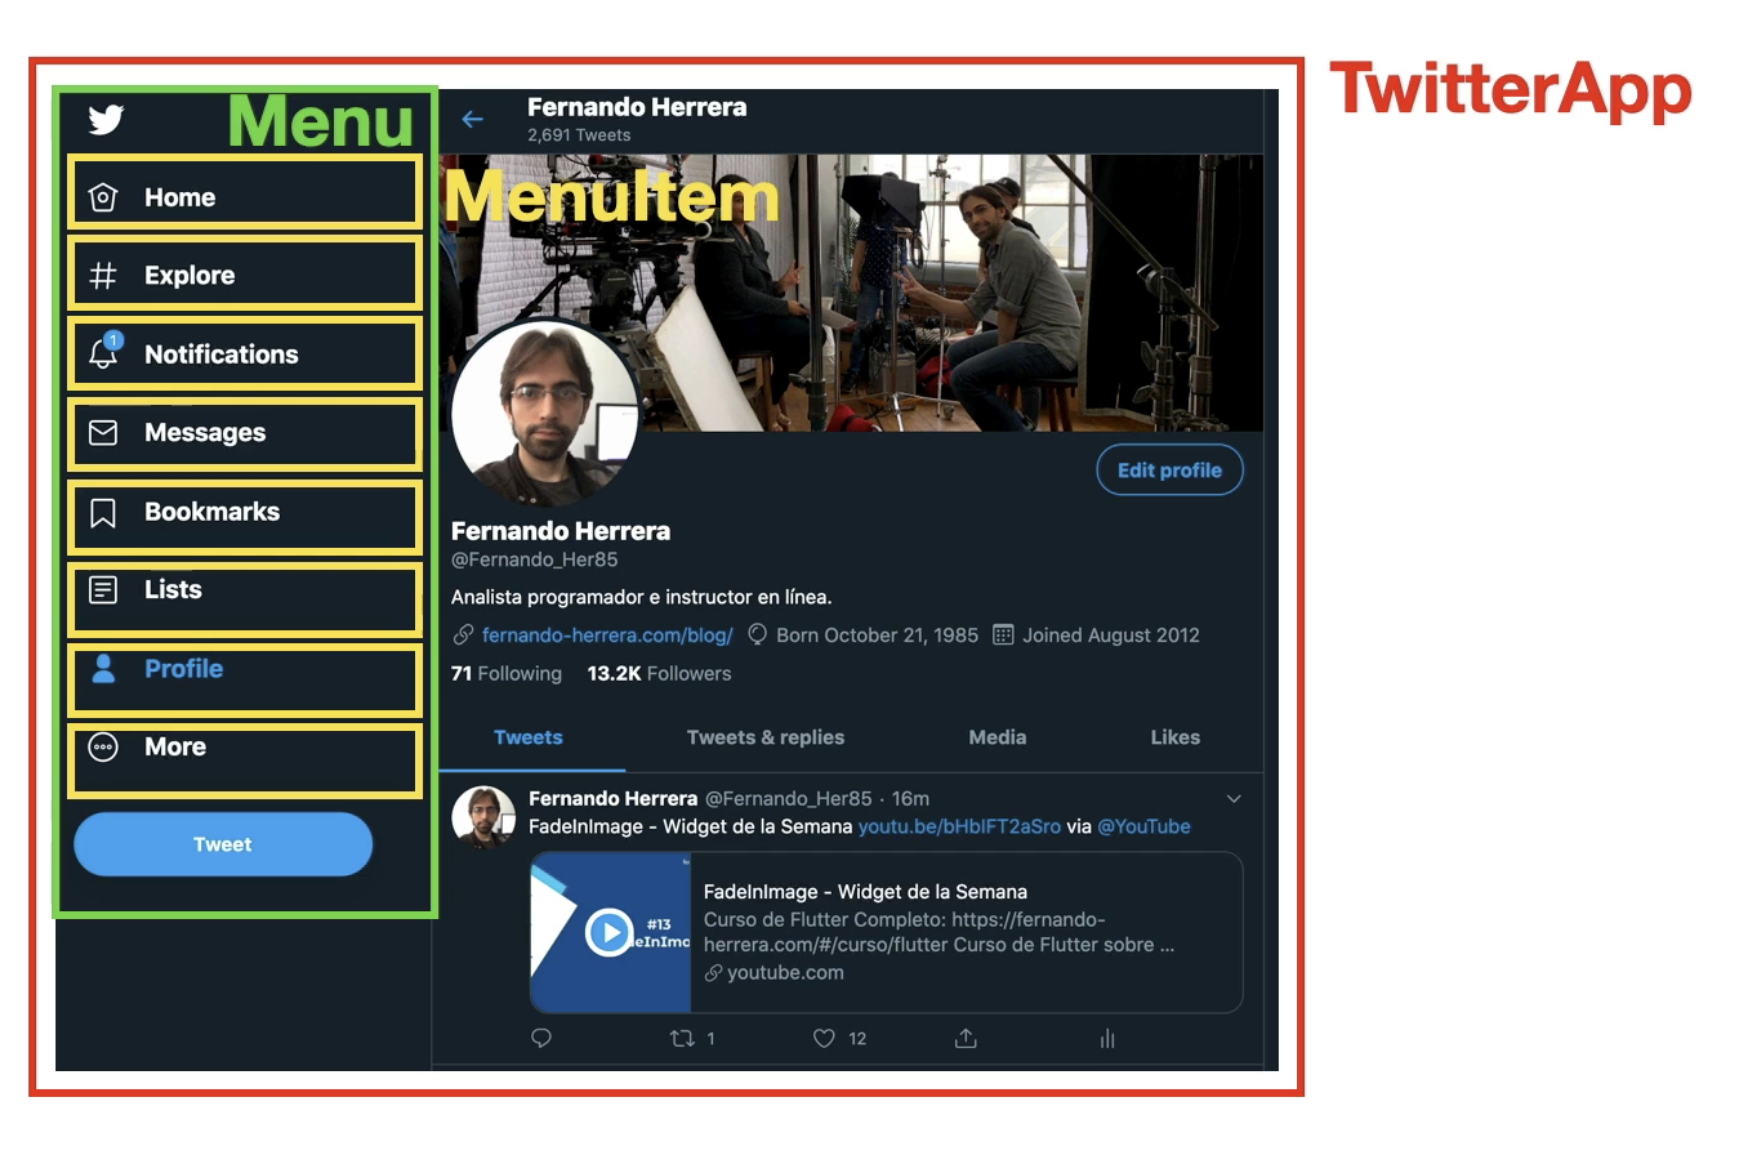 TwitterApp
Menu
Home
Explore
1
Notifications
Messages
Bookmarks
Lists
Profile
More
Tweet
Fernando Herrera
2,691 Tweets
MenuItem
Edit profile
Fernando Herrera
@Fernando_Her85
Analista programador e instructor en línea.
fernando-herrera.com/blog/ Born October 21, 1985 Joined August 2012
71 Following 13.2K Followers
Tweets Tweets & replies Media Likes
Fernando Herrera @Fernando_Her85 · 16m
FadeInImage - Widget de la Semana youtu.be/bHblFT2aSro via @YouTube
#13
eInImc
FadeInImage - Widget de la Semana
Curso de Flutter Completo: https://fernando-
herrera.com/#/curso/flutter Curso de Flutter sobre ...
youtube.com
1 12